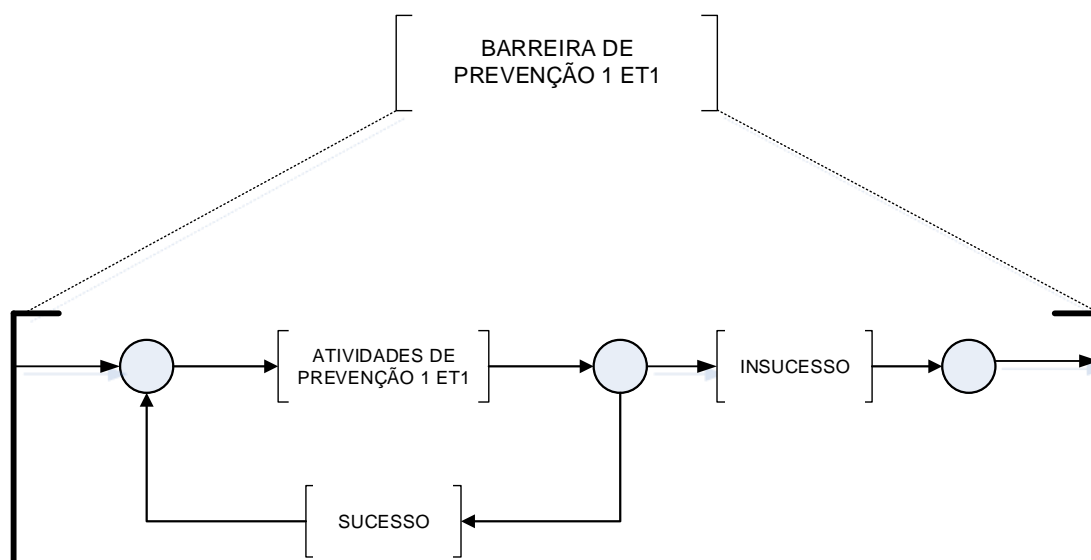 BARREIRA DE
PREVENÇÃO 1 ET1
ATIVIDADES DE
PREVENÇÃO 1 ET1
INSUCESSO
SUCESSO